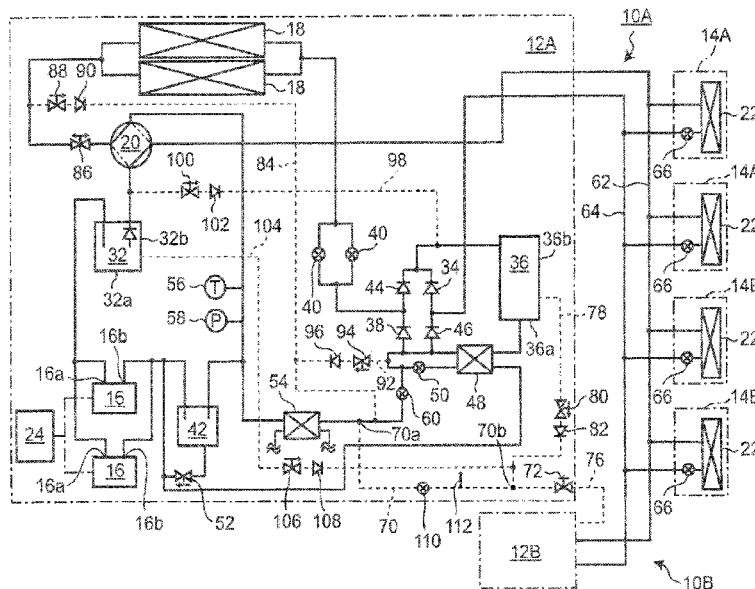 18
12A
10A
14A
88
90
18
22
66
20
86
100
84
98
62
14A
102
64
22
32
32b
104
40
40
36
36b
66
32a
56
T
44
34
14B
58
P
38
46
36a
78
22
96
94
92
50
48
66
16a
16b
54
60
80
14B
24
16
42
82
22
70a
70b
72
76
66
16
16a
16b
52
106
108
70
110
112
12B
10B